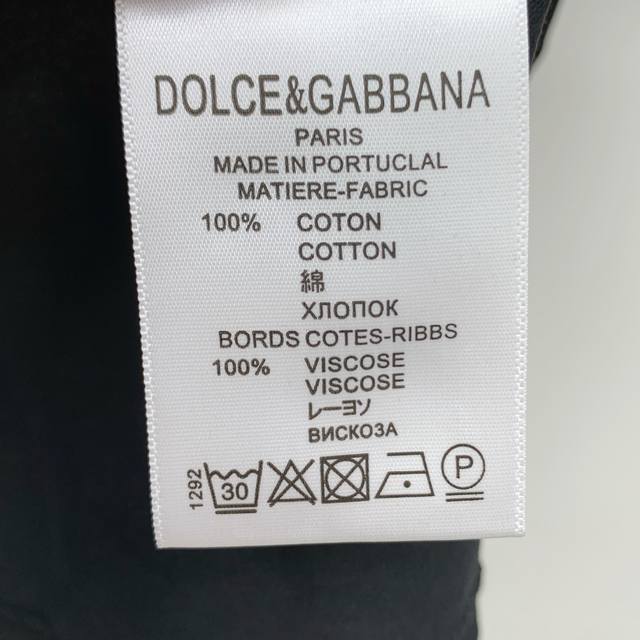 DOLCE&GABBANA
PARIS
MADE IN PORTUCLAL
MATIERE-FABRIC
100% COTON
COTTON
綿
ХЛОПОК
BORDS COTES-RIBBS
100% VISCOSE
VISCOSE
レーヨソ
ВИСКОЗА
1292 30 P